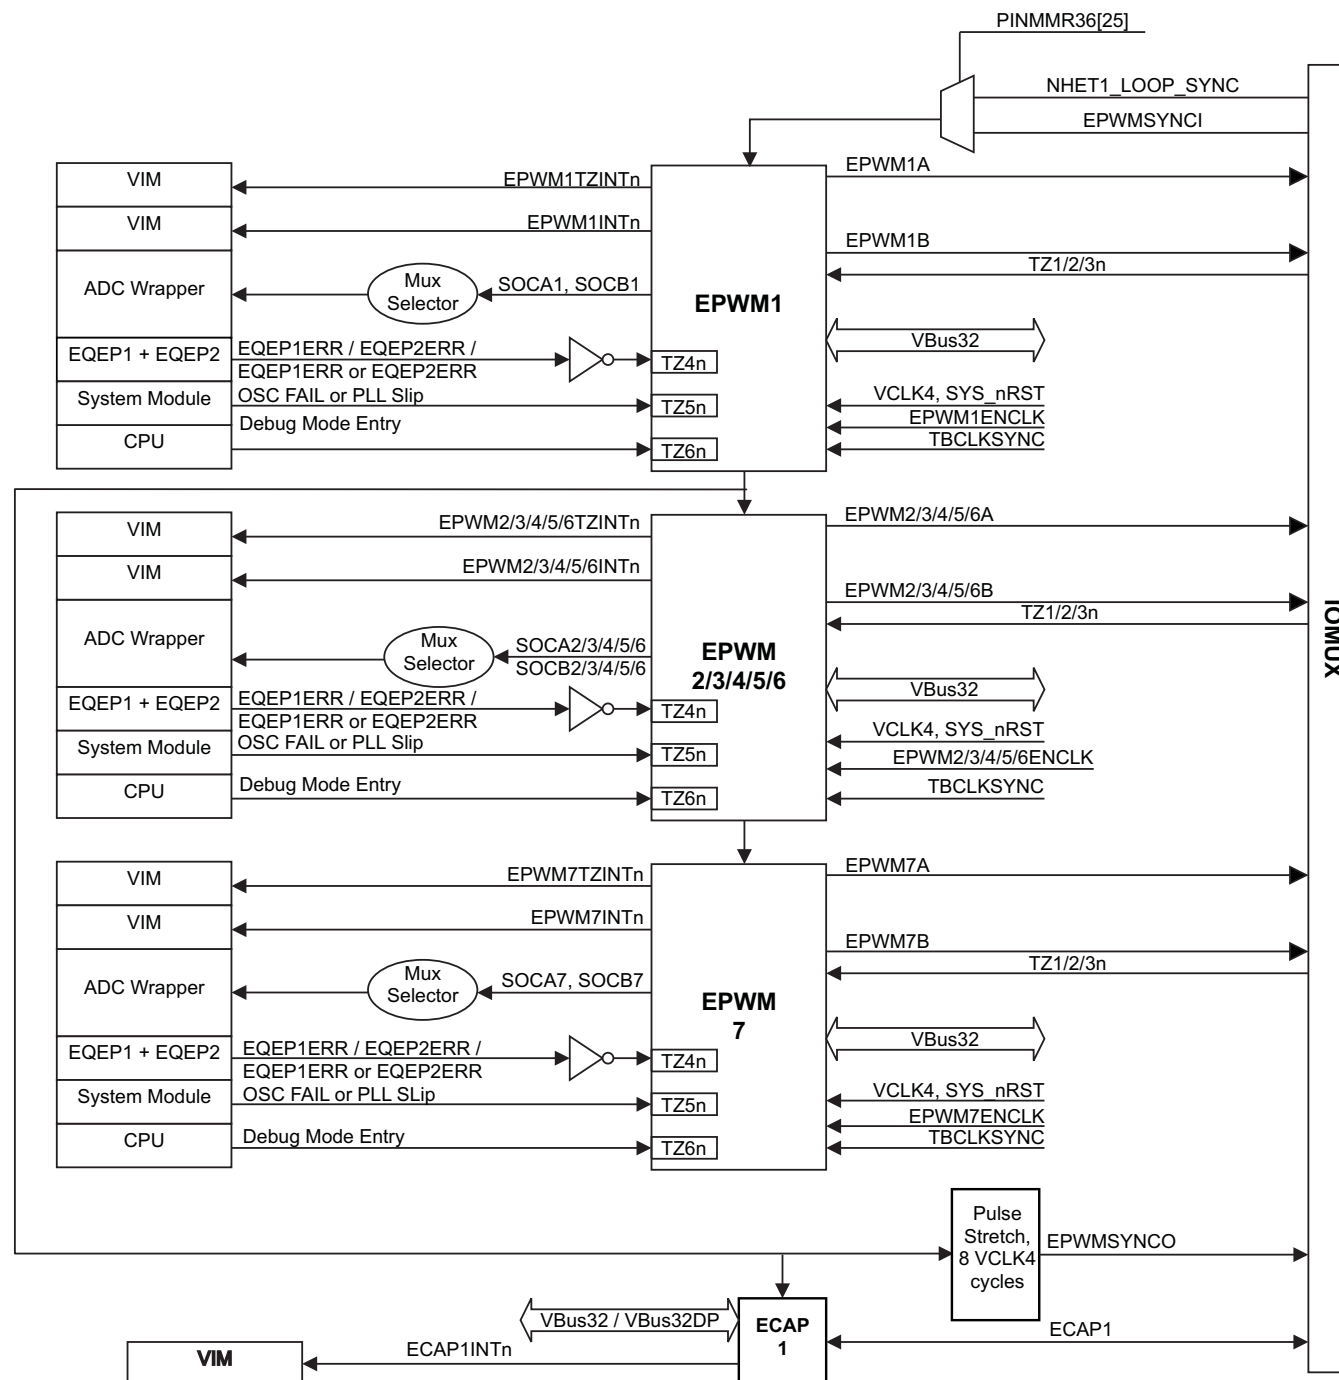 PINMMR36[25]
NHET1_LOOP_SYNC
EPWMSYNCI
VIM
EPWM1TZINTn
EPWM1A
VIM
EPWM1INTn
EPWM1B
TZ1/2/3n
ADC Wrapper
Mux
Selector
SOCA1, SOCB1
EPWM1
VBus32
EQEP1 + EQEP2
EQEP1ERR / EQEP2ERR /
EQEP1ERR or EQEP2ERR
TZ4n
System Module
OSC FAIL or PLL Slip
TZ5n
VCLK4, SYS_nRST
EPWM1ENCLK
CPU
Debug Mode Entry
TZ6n
TBCLKSYNC
VIM
EPWM2/3/4/5/6TZINTn
EPWM2/3/4/5/6A
VIM
EPWM2/3/4/5/6INTn
EPWM2/3/4/5/6B
TZ1/2/3n
IOMUX
ADC Wrapper
Mux
Selector
SOCA2/3/4/5/6
SOCB2/3/4/5/6
EPWM
2/3/4/5/6
VBus32
EQEP1 + EQEP2
EQEP1ERR / EQEP2ERR /
EQEP1ERR or EQEP2ERR
TZ4n
System Module
OSC FAIL or PLL Slip
TZ5n
VCLK4, SYS_nRST
EPWM2/3/4/5/6ENCLK
CPU
Debug Mode Entry
TZ6n
TBCLKSYNC
VIM
EPWM7TZINTn
EPWM7A
VIM
EPWM7INTn
EPWM7B
TZ1/2/3n
ADC Wrapper
Mux
Selector
SOCA7, SOCB7
EPWM
7
VBus32
EQEP1 + EQEP2
EQEP1ERR / EQEP2ERR /
EQEP1ERR or EQEP2ERR
TZ4n
System Module
OSC FAIL or PLL SLip
TZ5n
VCLK4, SYS_nRST
EPWM7ENCLK
CPU
Debug Mode Entry
TZ6n
TBCLKSYNC
Pulse
Stretch,
8 VCLK4
cycles
EPWMSYNCO
VBus32 / VBus32DP
ECAP
1
ECAP1
VIM
ECAP1INTn